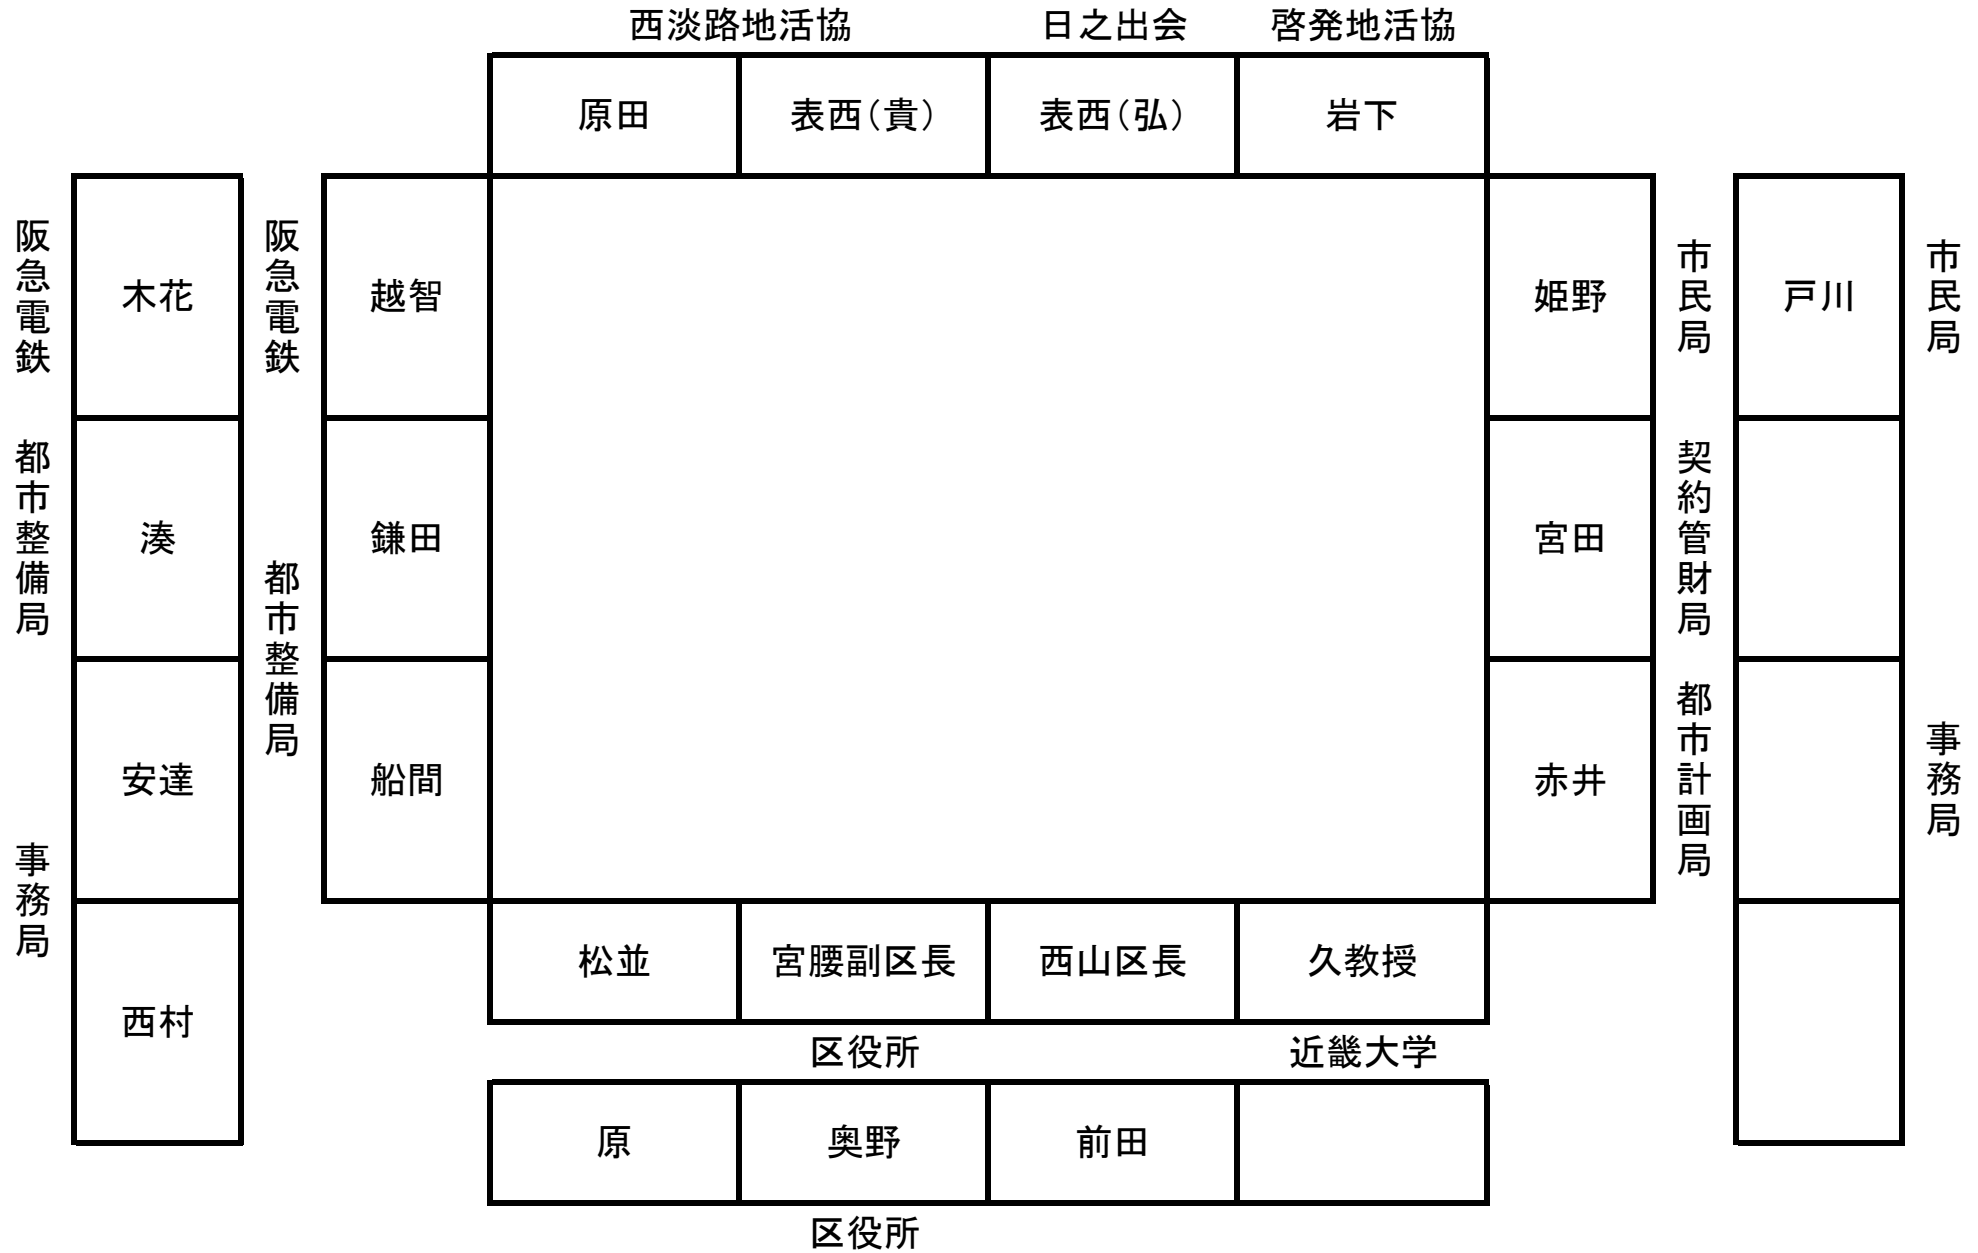 西淡路地活協
日之出会
啓発地活協
原田
表西（貴）
表西（弘）
岩下
阪急電鉄
木花
阪急電鉄
越智
姫野
市民局
戸川
市民局
都市整備局
湊
都市整備局
鎌田
宮田
契約管財局
安達
船間
赤井
都市計画局
事務局
事務局
西村
松並
宮腰副区長
西山区長
久教授
区役所
近畿大学
原
奥野
前田
区役所